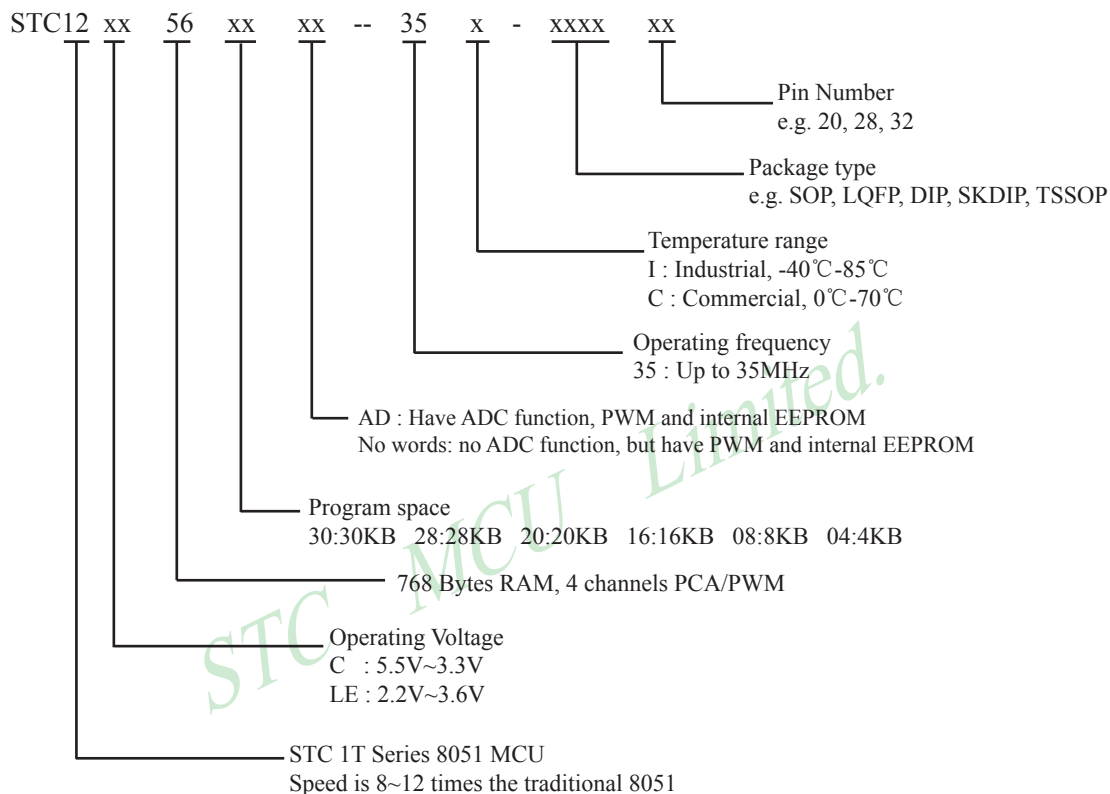 STC12 xx 56 xx xx -- 35 x - xxxx xx
Pin Number
e.g. 20, 28, 32
Package type
e.g. SOP, LQFP, DIP, SKDIP, TSSOP
Temperature range
I : Industrial, -40℃-85℃
C : Commercial, 0℃-70℃
Operating frequency
35 : Up to 35MHz
AD : Have ADC function, PWM and internal EEPROM
No words: no ADC function, but have PWM and internal EEPROM
Program space
30:30KB 28:28KB 20:20KB 16:16KB 08:8KB 04:4KB
768 Bytes RAM, 4 channels PCA/PWM
Operating Voltage
C : 5.5V~3.3V
LE : 2.2V~3.6V
STC 1T Series 8051 MCU
Speed is 8~12 times the traditional 8051
STC MCU Limited.